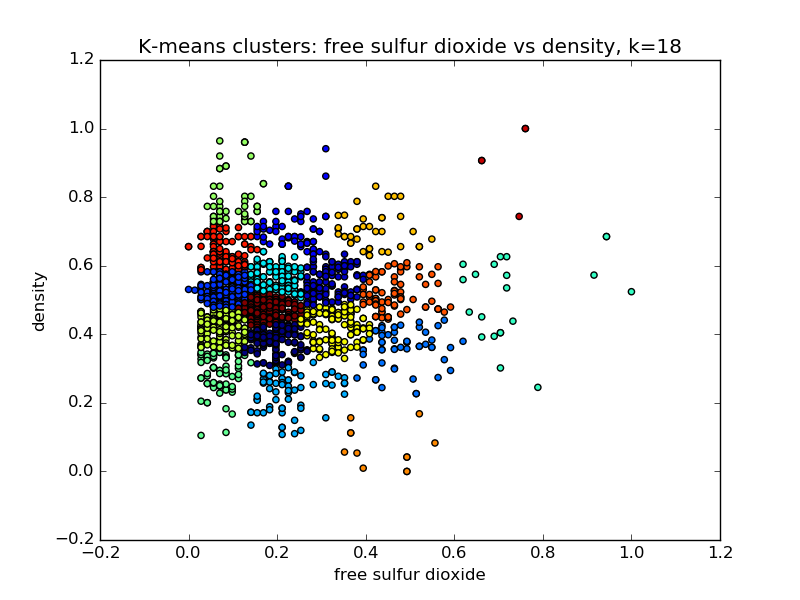 K-means clusters: free sulfur dioxide vs density, k=18
1.2
1.0
0.8
0.6
0.4
0.2
0.0
−0.2
density
−0.2 0.0 0.2 0.4 0.6 0.8 1.0 1.2
free sulfur dioxide